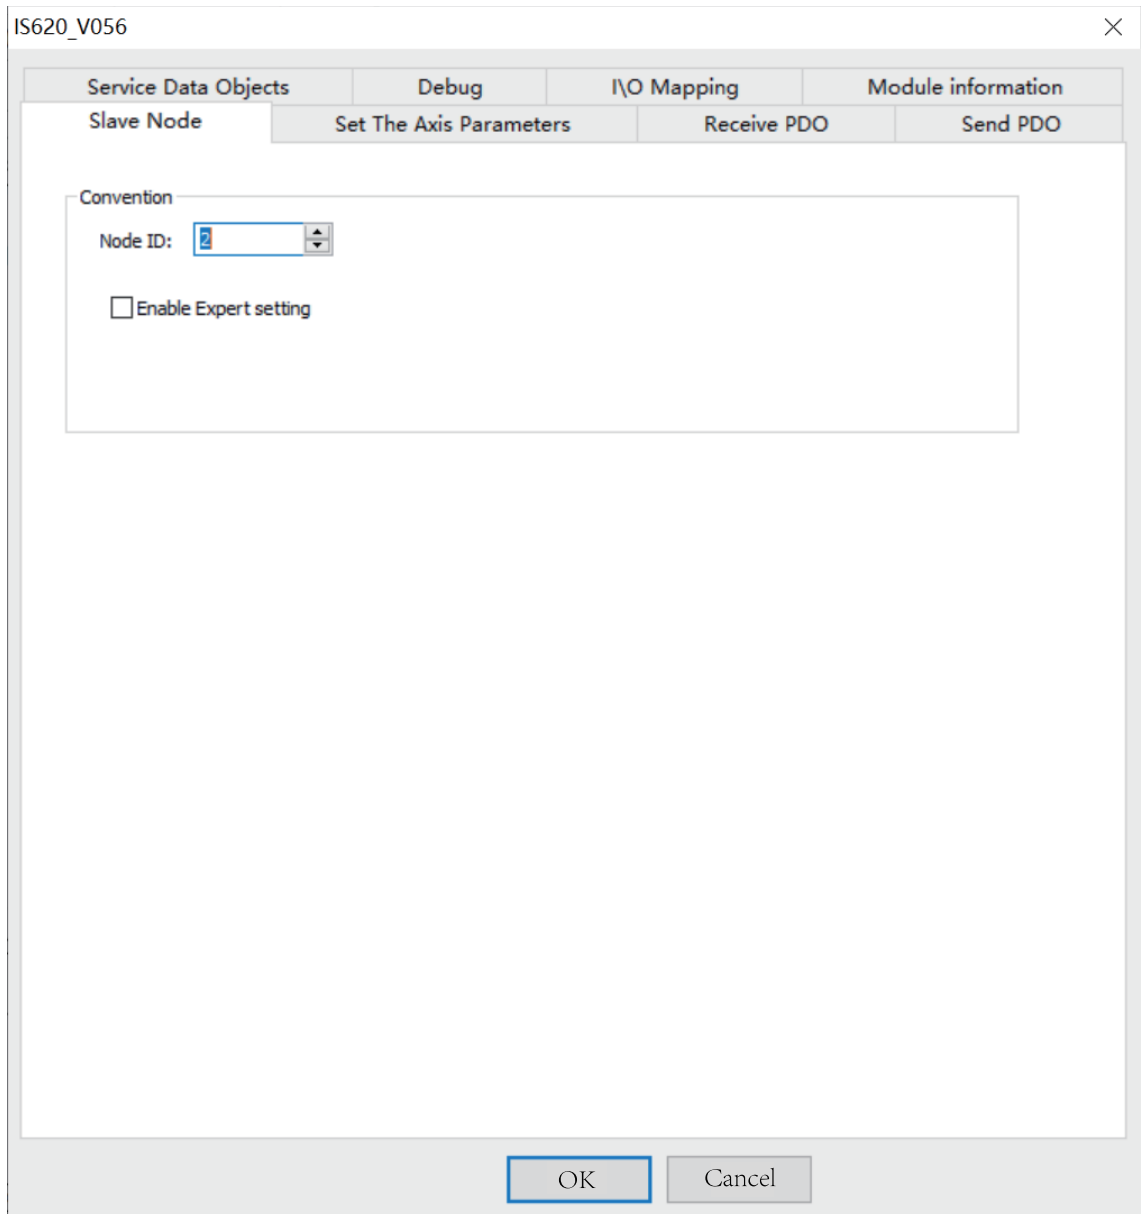 IS620_V056
Service Data Objects
Debug
I\O Mapping
Module information
Slave Node
Set The Axis Parameters
Receive PDO
Send PDO
Convention
Node ID: 2
Enable Expert setting
OK
Cancel